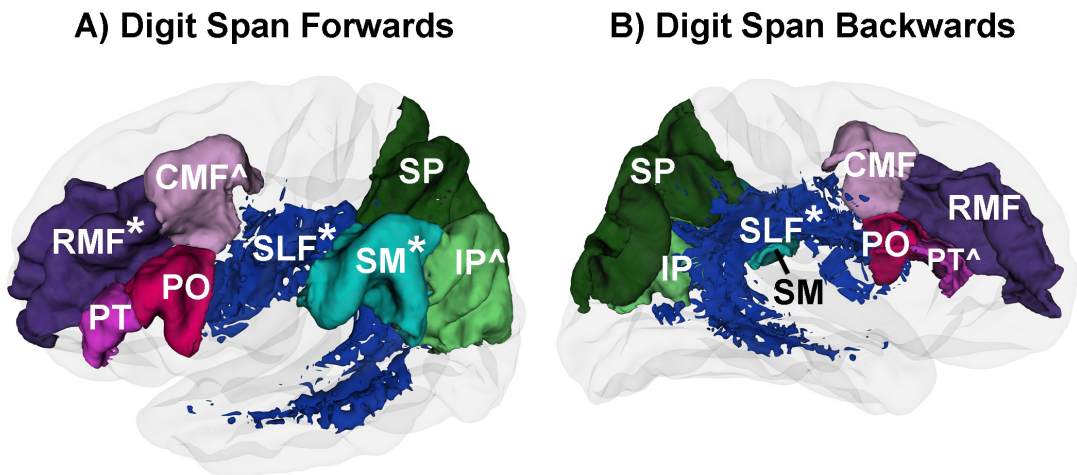 A) Digit Span Forwards
CMF^
SP
RMF*
SLF*
SM*
IP^
PO
PT
B) Digit Span Backwards
SP
CMF
RMF
SLF*
PO
PT^
IP
SM